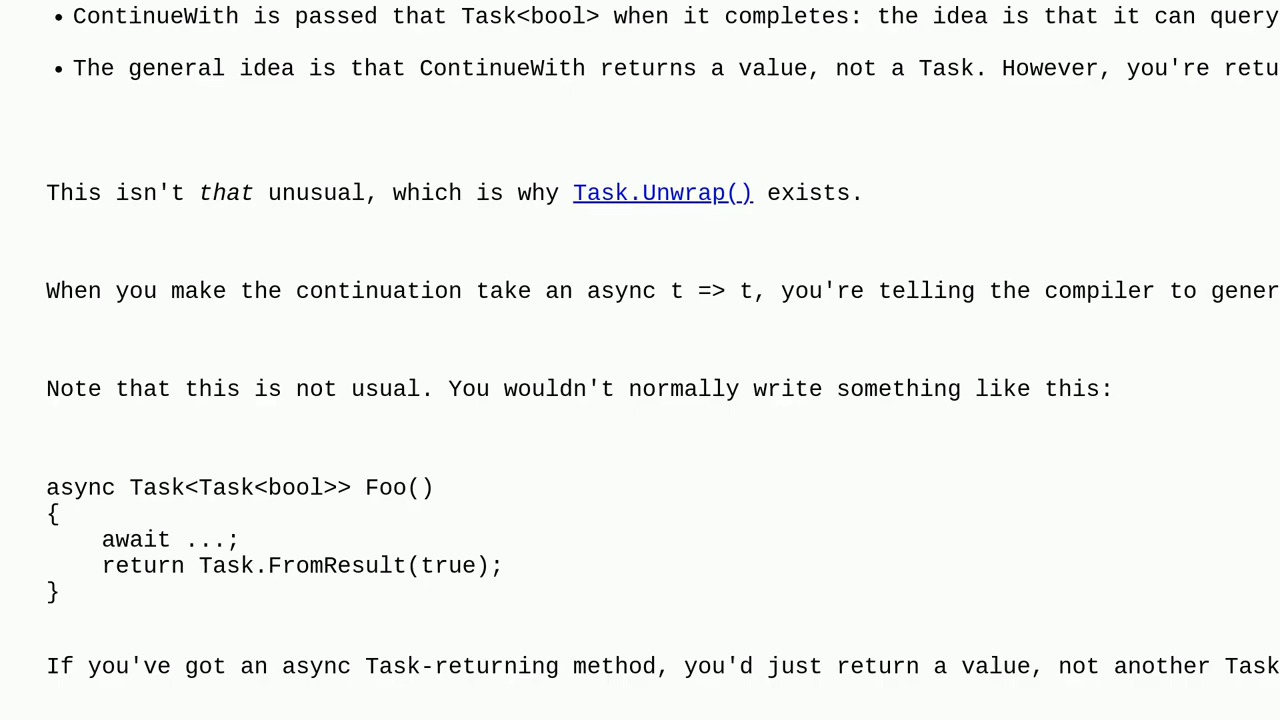 ContinueWith is passed that Task<bool> when it completes: the idea is that it can query
The general idea is that ContinueWith returns a value, not a Task. However, you're retu
This isn't that unusual, which is why Task.Unwrap() exists.
When you make the continuation take an async t => t, you're telling the compiler to gener
Note that this is not usual. You wouldn't normally write something like this:
async Task<Task<bool>> Foo()
{
    await ...;
    return Task.FromResult(true);
}
If you've got an async Task-returning method, you'd just return a value, not another Task